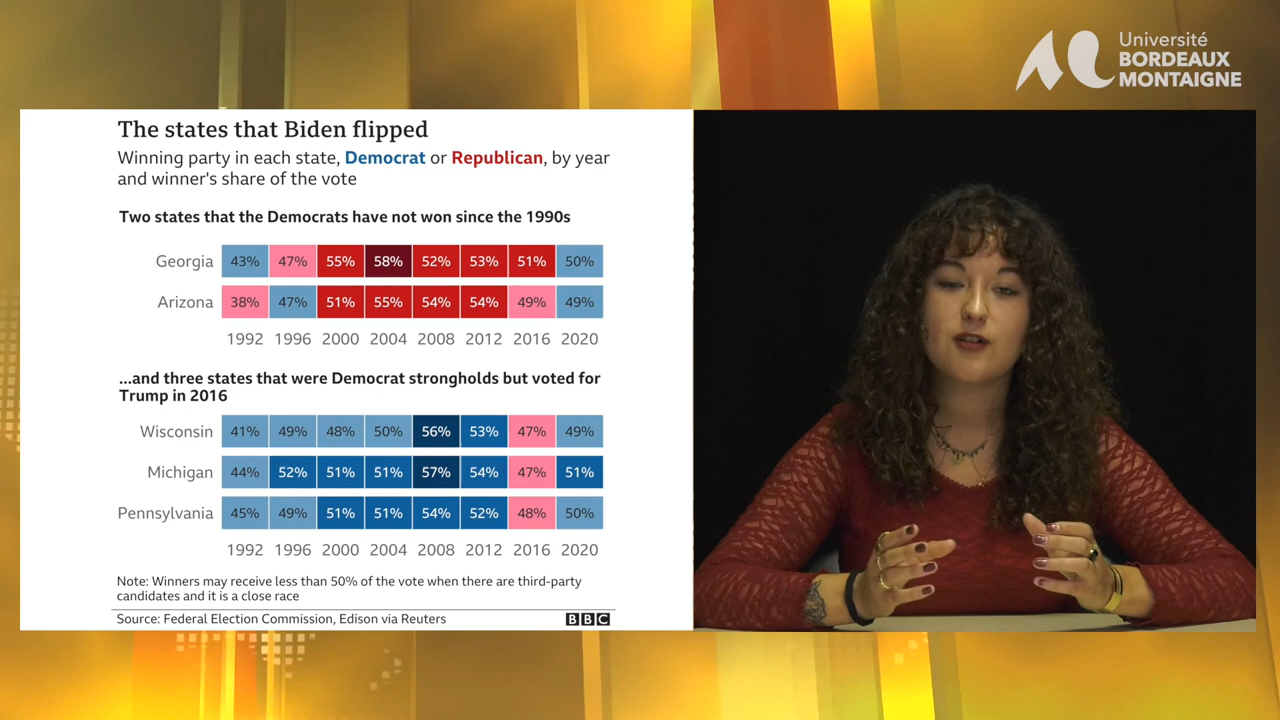 Université
BORDEAUX
MONTAIGNE
The states that Biden flipped
Winning party in each state, Democrat or Republican, by year
and winner's share of the vote
Two states that the Democrats have not won since the 1990s
Georgia 43% 47% 55% 58% 52% 53% 51% 50%
Arizona 38% 47% 51% 55% 54% 54% 49% 49%
1992 1996 2000 2004 2008 2012 2016 2020
...and three states that were Democrat strongholds but voted for
Trump in 2016
Wisconsin 41% 49% 48% 50% 56% 53% 47% 49%
Michigan 44% 52% 51% 51% 57% 54% 47% 51%
Pennsylvania 45% 49% 51% 51% 54% 52% 48% 50%
1992 1996 2000 2004 2008 2012 2016 2020
Note: Winners may receive less than 50% of the vote when there are third-party
candidates and it is a close race
Source: Federal Election Commission, Edison via Reuters BBC